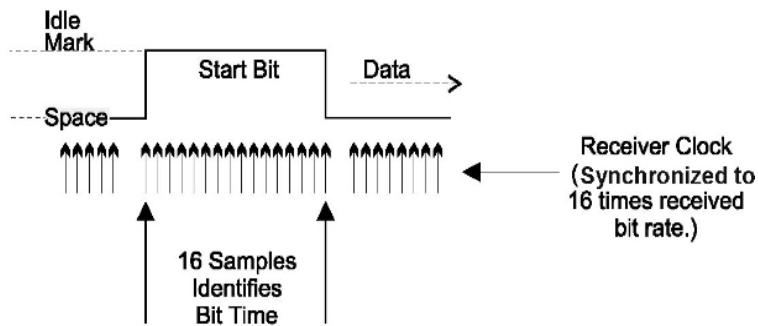 Idle
Mark
Start Bit
Data
Space
Receiver Clock
(Synchronized to
16 times received
bit rate.)
16 Samples
Identifies
Bit Time